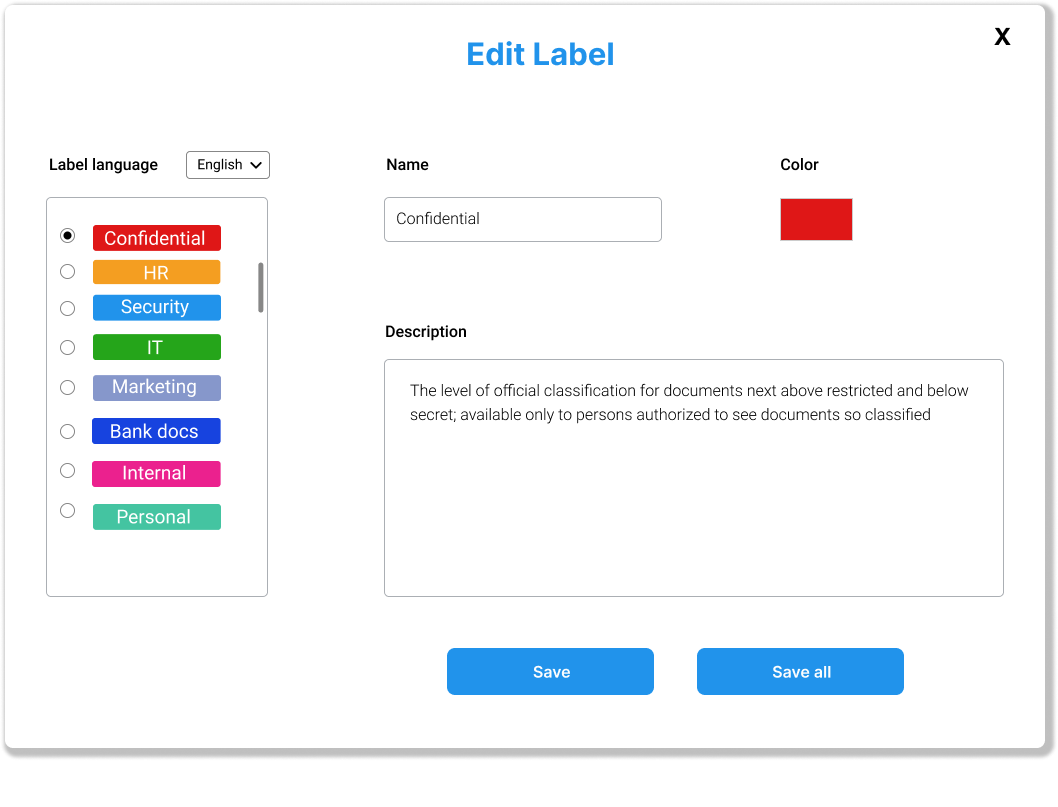 X
Edit Label
Label language
English
Name
Color
Confidential
HR
Security
IT
Marketing
Bank docs
Internal
Personal
Confidential
Description
The level of official classification for documents next above restricted and below
secret; available only to persons authorized to see documents so classified
Save
Save all